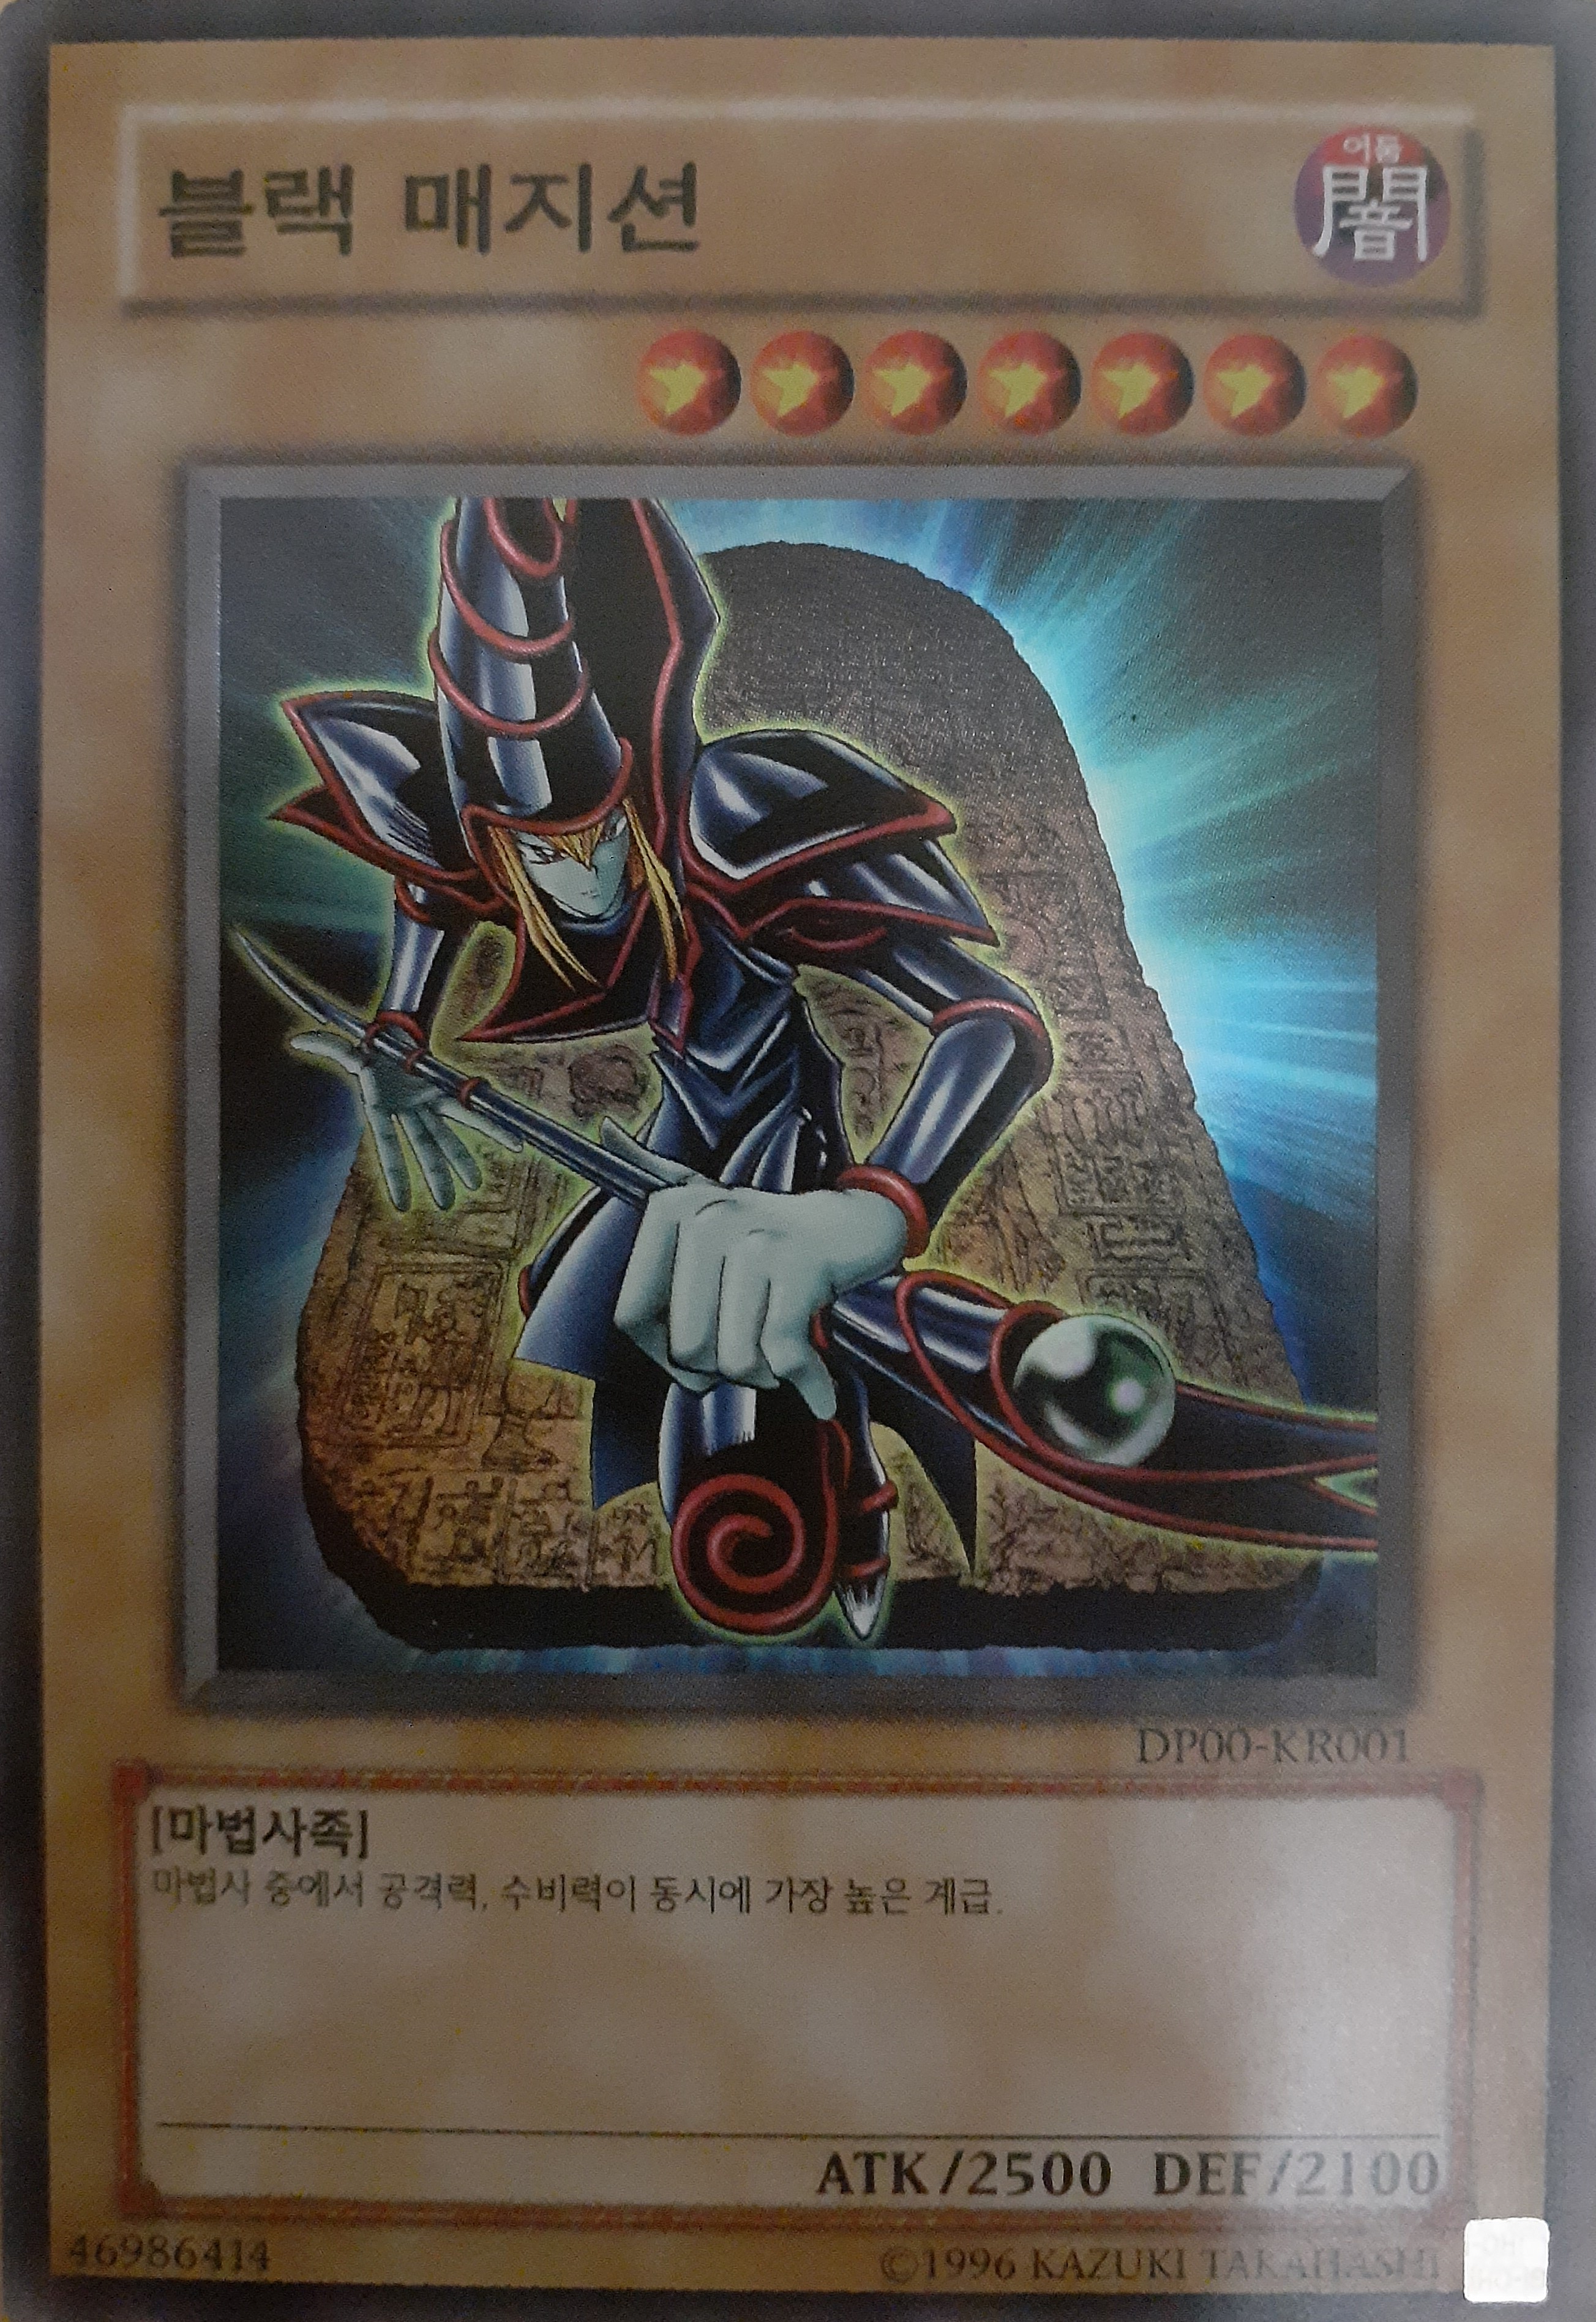 블랙 매지션
어둠
闇
DP00-KR001
[마법사족]
마법사 중에서 공격력, 수비력이 동시에 가장 높은 계급.
ATK/2500 DEF/2100
46986414
©1996 KAZUKI TAKAHASHI